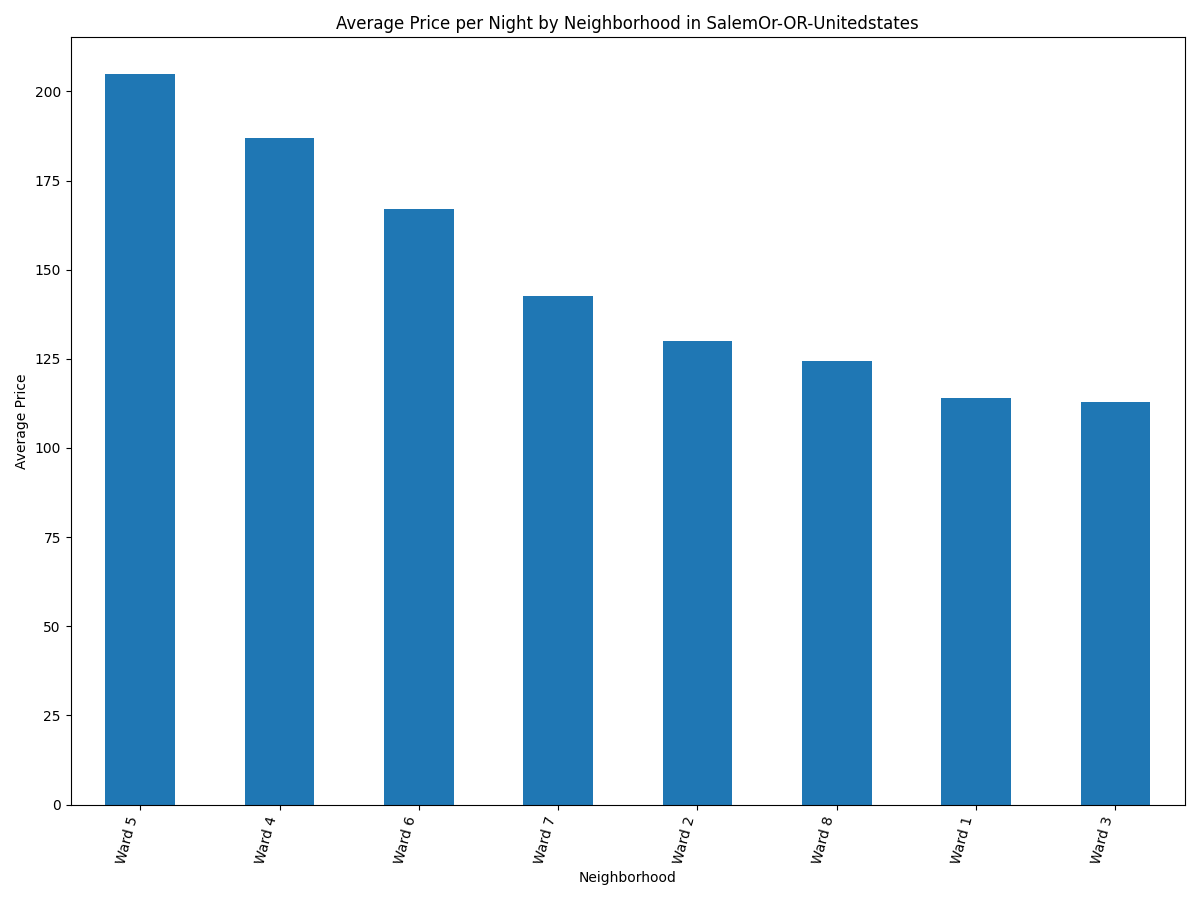 Average Price per Night by Neighborhood in SalemOr-OR-Unitedstates
Average Price
200
175
150
125
100
75
50
25
0
Ward 5
Ward 4
Ward 6
Ward 7
Ward 2
Ward 8
Ward 1
Ward 3
Neighborhood